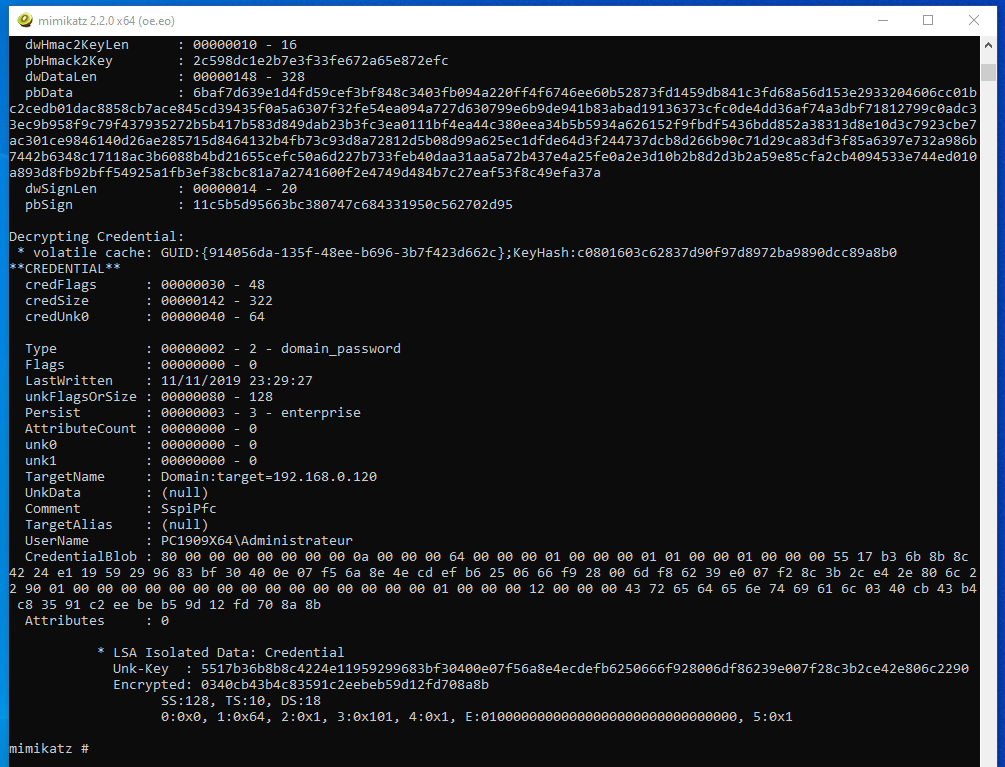 mimikatz 2.2.0 x64 (oe.eo)
dwHmac2KeyLen : 00000010 - 16
pbHmack2Key : 2c598dc1e2b7e3f33fe672a65e872efc
dwDataLen : 00000148 - 328
pbData : 6baf7d639e1d4fd59cef3bf848c3403fb094a220ff4f6746ee60b52873fd1459db841c3fd68a56d153e2933204606cc01b
c2cedb01dac8858cb7ace845cd39435f0a5a6307f32fe54ea094a727d630799e6b9de941b83abad19136373cfc0de4dd36af74a3dbf71812799c0adc3
3ec9b958f9c79f437935272b5b417b583d849dab23b3fc3ea0111bf4ea44c380eea34b5b5934a626152f9fbdf5436bdd852a38313d8e10d3c7923cbe7
ac301ce9846140d26ae285715d8464132b4fb73c93d8a72812d5b08d99a625ec1dfde64d3f244737dcb8d266b90c71d29ca83df3f85a6397e732a986b
7442b6348c17118ac3b6088b4bd21655cefc50a6d227b733feb40daa31aa5a72b437e4a25fe0a2e3d10b2b8d2d3b2a59e85cfa2cb4094533e744ed010
a893d8fb92bff54925a1fb3ef38cbc81a7a2741600f2e4749d484b7c27eaf53f8c49efa37a
dwSignLen : 00000014 - 20
pbSign : 11c5b5d95663bc380747c684331950c562702d95
Decrypting Credential:
* volatile cache: GUID:{914056da-135f-48ee-b696-3b7f423d662c};KeyHash:c0801603c62837d90f97d8972ba9890dcc89a8b0
**CREDENTIAL**
credFlags : 00000030 - 48
credSize : 00000142 - 322
credUnk0 : 00000040 - 64
Type : 00000002 - 2 - domain_password
Flags : 00000000 - 0
LastWritten : 11/11/2019 23:29:27
unkFlagsOrSize : 00000080 - 128
Persist : 00000003 - 3 - enterprise
AttributeCount : 00000000 - 0
unk0 : 00000000 - 0
unk1 : 00000000 - 0
TargetName : Domain:target=192.168.0.120
UnkData : (null)
Comment : SspiPfc
TargetAlias : (null)
UserName : PC1909X64\Administrateur
CredentialBlob : 80 00 00 00 00 00 00 00 0a 00 00 00 64 00 00 00 01 00 00 00 01 01 00 00 01 00 00 00 55 17 b3 6b 8b 8c
42 24 e1 19 59 29 96 83 bf 30 40 0e 07 f5 6a 8e 4e cd ef b6 25 06 66 f9 28 00 6d f8 62 39 e0 07 f2 8c 3b 2c e4 2e 80 6c 2
2 90 01 00 00 00 00 00 00 00 00 00 00 00 00 00 00 00 01 00 00 00 12 00 00 00 43 72 65 64 65 6e 74 69 61 6c 03 40 cb 43 b4
c8 35 91 c2 ee be b5 9d 12 fd 70 8a 8b
Attributes : 0
* LSA Isolated Data: Credential
Unk-Key : 5517b36b8b8c4224e11959299683bf30400e07f56a8e4ecdefb6250666f928006df86239e007f28c3b2ce42e806c2290
Encrypted: 0340cb43b4c83591c2eebeb59d12fd708a8b
SS:128, TS:10, DS:18
0:0x0, 1:0x64, 2:0x1, 3:0x101, 4:0x1, E:01000000000000000000000000000000, 5:0x1
mimikatz #